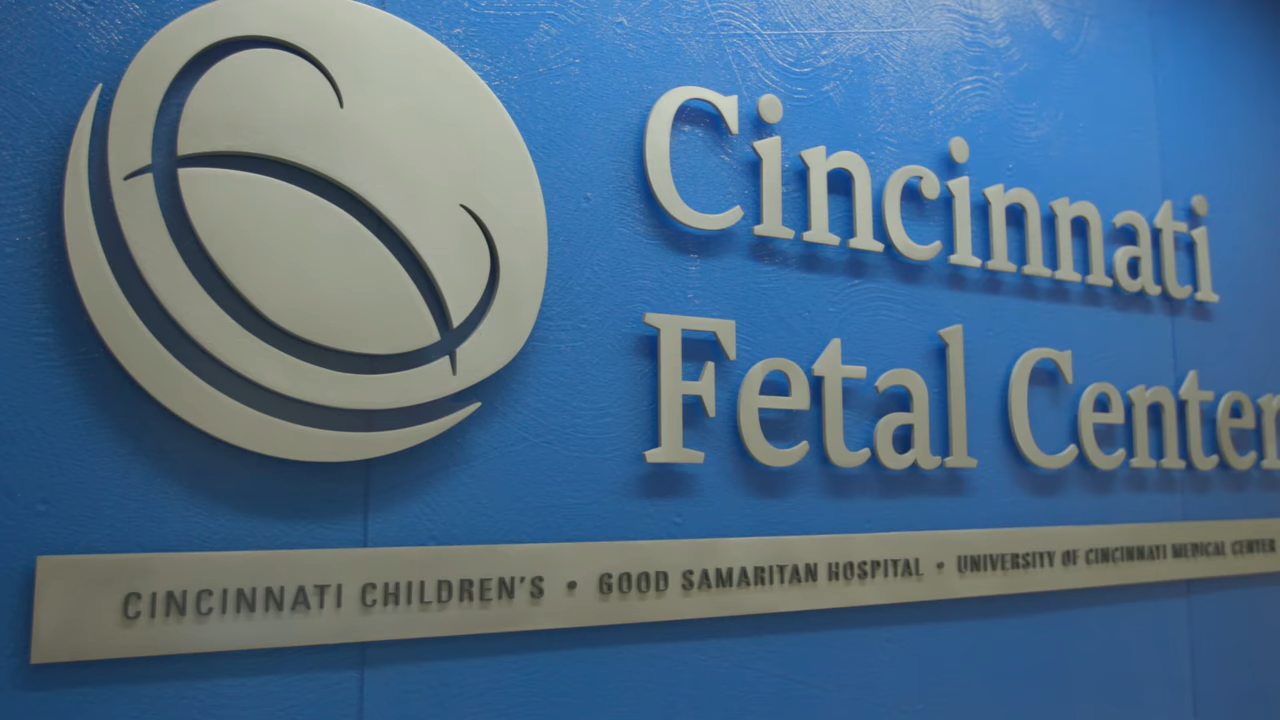 Cincinnati
Fetal Center
CINCINNATI CHILDREN'S • GOOD SAMARITAN HOSPITAL • UNIVERSITY OF CINCINNATI MEDICAL CENTER